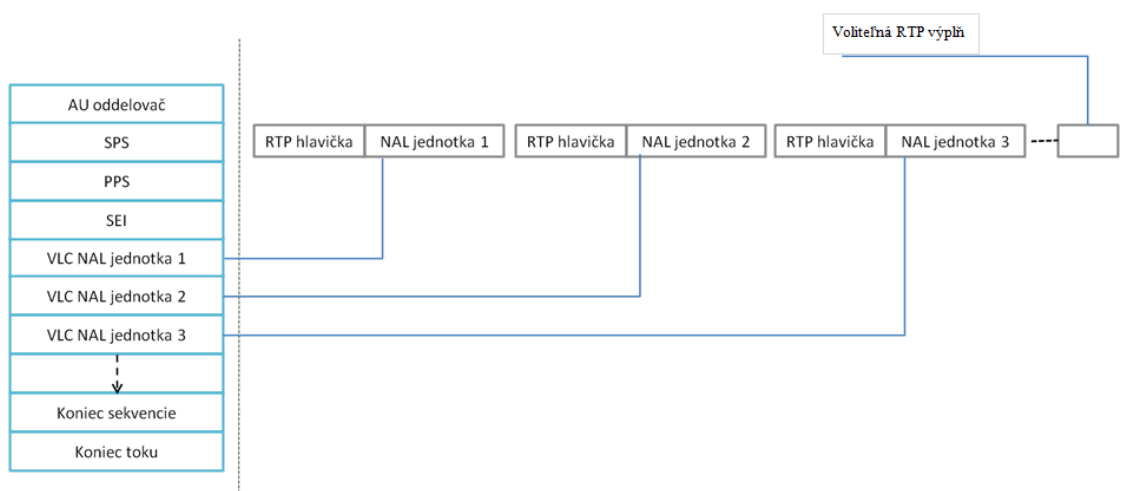 Voliteľná RTP výplň
AU oddelovač
SPS
PPS
SEI
VLC NAL jednotka 1
VLC NAL jednotka 2
VLC NAL jednotka 3
Koniec sekvencie
Koniec toku
RTP hlavička
NAL jednotka 1
RTP hlavička
NAL jednotka 2
RTP hlavička
NAL jednotka 3